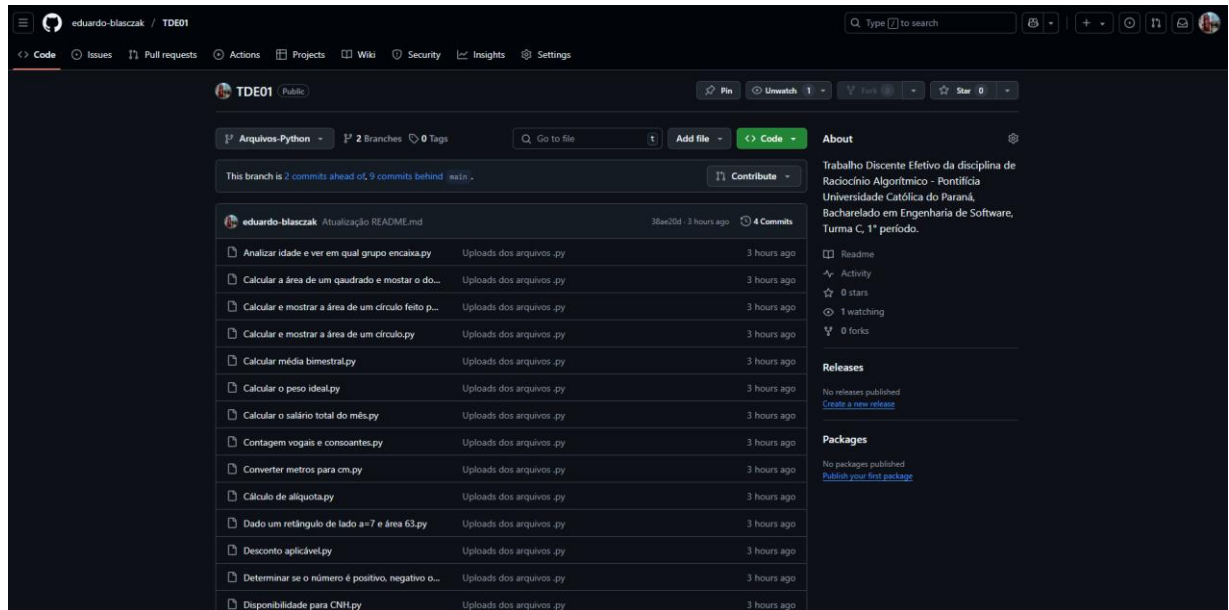 eduardo-blasczak / TDE01
Type / to search
Code Issues 11 Pull requests Actions Projects Wiki Security Insights Settings
TDE01 Public
Pin Unwatch 1 Fork 0 Star 0
Arquivos-Python 2 Branches 0 Tags Go to file t Add file Code
This branch is 2 commits ahead of, 9 commits behind main .
Contribute
eduardo-blasczak Atualização README.md 38ae20d · 3 hours ago 4 Commits
Analizar idade e ver em qual grupo encaixa.py Uploads dos arquivos .py 3 hours ago
Calcular a área de um qaudrado e mostar o do... Uploads dos arquivos .py 3 hours ago
Calcular e mostrar a área de um círculo feito p... Uploads dos arquivos .py 3 hours ago
Calcular e mostrar a área de um círculo.py Uploads dos arquivos .py 3 hours ago
Calcular média bimestral.py Uploads dos arquivos .py 3 hours ago
Calcular o peso ideal.py Uploads dos arquivos .py 3 hours ago
Calcular o salário total do mês.py Uploads dos arquivos .py 3 hours ago
Contagem vogais e consoantes.py Uploads dos arquivos .py 3 hours ago
Converter metros para cm.py Uploads dos arquivos .py 3 hours ago
Cálculo de alíquota.py Uploads dos arquivos .py 3 hours ago
Dado um retângulo de lado a=7 e área 63.py Uploads dos arquivos .py 3 hours ago
Desconto aplicável.py Uploads dos arquivos .py 3 hours ago
Determinar se o número é positivo, negativo o... Uploads dos arquivos .py 3 hours ago
Disponibilidade para CNH.py Uploads dos arquivos .py 3 hours ago
About
Trabalho Discente Efetivo da disciplina de
Raciocínio Algorítmico - Pontifícia
Universidade Católica do Paraná,
Bacharelado em Engenharia de Software,
Turma C, 1° período.
Readme
Activity
0 stars
1 watching
0 forks
Releases
No releases published
Create a new release
Packages
No packages published
Publish your first package